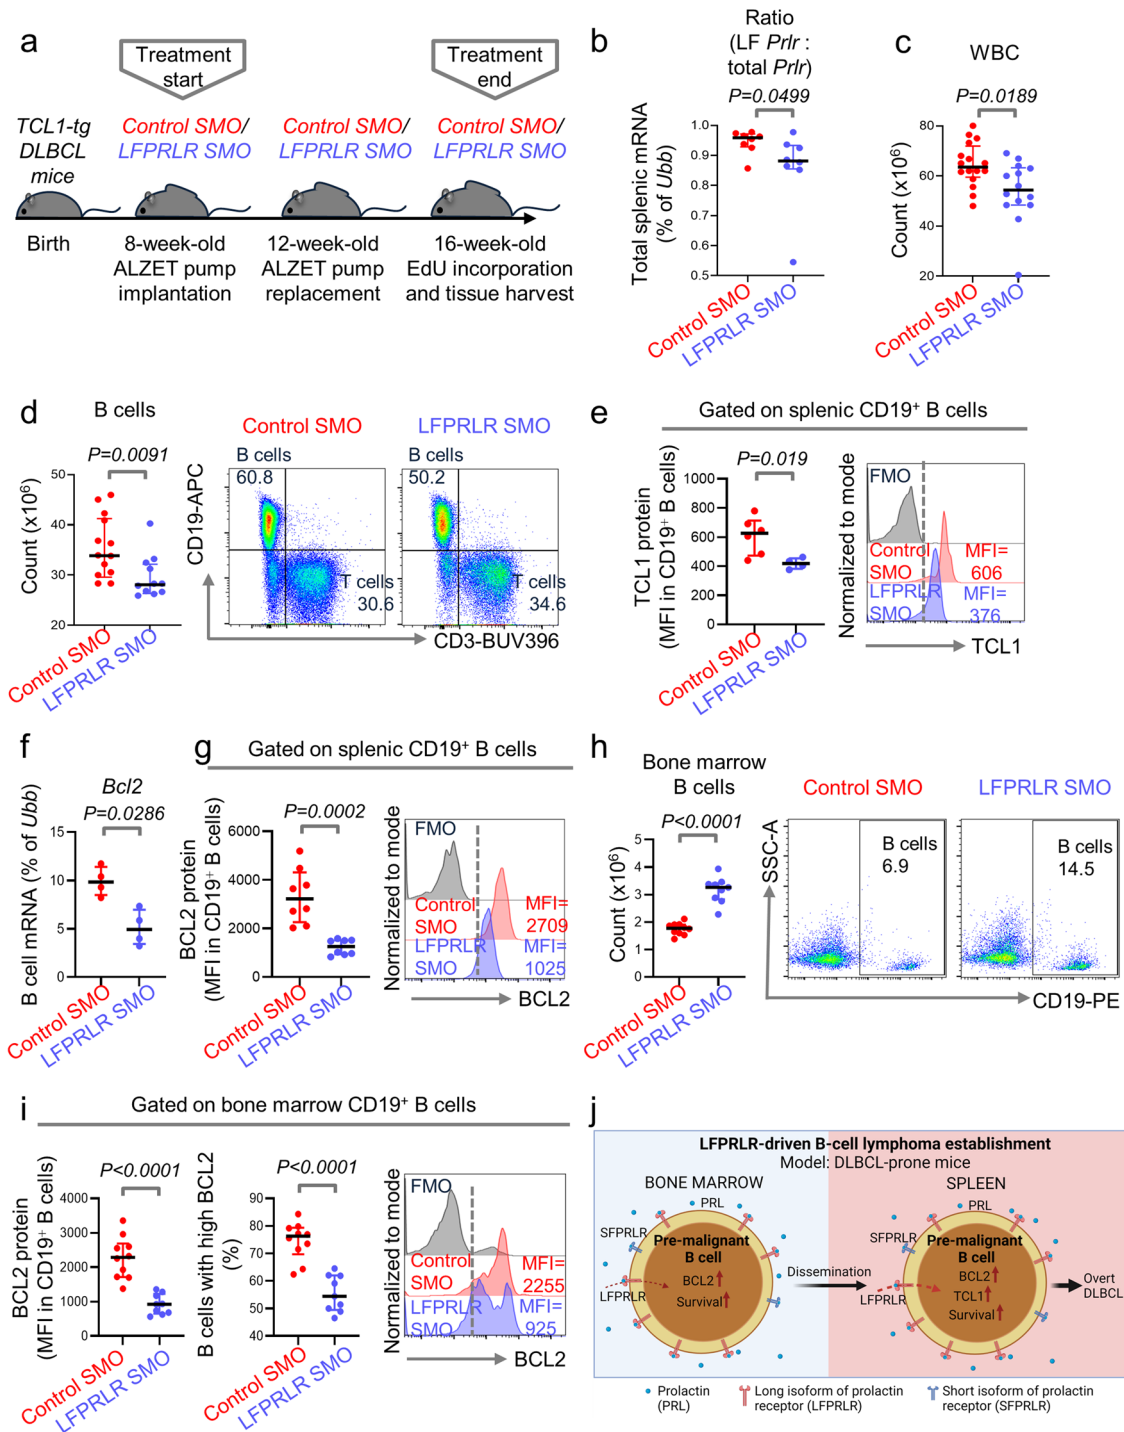 a
Treatment
start
Treatment
end
TCL1-tg
DLBCL
mice
Control SMO/
LFPRLR SMO
Control SMO/
LFPRLR SMO
Control SMO/
LFPRLR SMO
Birth
8-week-old
ALZET pump
implantation
12-week-old
ALZET pump
replacement
16-week-old
EdU incorporation
and tissue harvest
b
Ratio
(LF Prlr :
total Prlr)
P=0.0499
Total splenic mRNA
(% of Ubb)
1.0
0.9
0.8
0.7
0.6
0.5
Control SMO
LFPRLR SMO
c
WBC
P=0.0189
Count (x10⁶)
80
60
40
20
Control SMO
LFPRLR SMO
d
B cells
P=0.0091
Count (x10⁶)
50
40
30
20
Control SMO
LFPRLR SMO
Control SMO
LFPRLR SMO
B cells
60.8
B cells
50.2
T cells
30.6
T cells
34.6
CD19-APC
CD3-BUV396
e
Gated on splenic CD19⁺ B cells
P=0.019
TCL1 protein
(MFI in CD19⁺ B cells)
1000
800
600
400
200
0
Control SMO
LFPRLR SMO
Normalized to mode
FMO
Control
SMO
MFI=
606
LFPRLR
SMO
MFI=
376
TCL1
f
Bcl2
P=0.0286
B cell mRNA (% of Ubb)
15
10
5
0
Control SMO
LFPRLR SMO
g
Gated on splenic CD19⁺ B cells
P=0.0002
BCL2 protein
(MFI in CD19⁺ B cells)
6000
4000
2000
0
Control SMO
LFPRLR SMO
Normalized to mode
FMO
Control
SMO
MFI=
2709
LFPRLR
SMO
MFI=
1025
BCL2
h
Bone marrow
B cells
P<0.0001
Count (x10⁶)
5
4
3
2
1
0
Control SMO
LFPRLR SMO
Control SMO
LFPRLR SMO
SSC-A
B cells
6.9
B cells
14.5
CD19-PE
i
Gated on bone marrow CD19⁺ B cells
P<0.0001
BCL2 protein
(MFI in CD19⁺ B cells)
4000
3000
2000
1000
0
Control SMO
LFPRLR SMO
P<0.0001
B cells with high BCL2
(%)
90
80
70
60
50
40
Control SMO
LFPRLR SMO
Normalized to mode
FMO
Control
SMO
MFI=
2255
LFPRLR
SMO
MFI=
925
BCL2
j
LFPRLR-driven B-cell lymphoma establishment
Model: DLBCL-prone mice
BONE MARROW
SPLEEN
PRL
SFPRLR
Pre-malignant
B cell
BCL2
Survival
LFPRLR
Dissemination
PRL
SFPRLR
Pre-malignant
B cell
BCL2
TCL1
Survival
LFPRLR
Overt
DLBCL
Prolactin
(PRL)
Long isoform of prolactin
receptor (LFPRLR)
Short isoform of prolactin
receptor (SFPRLR)